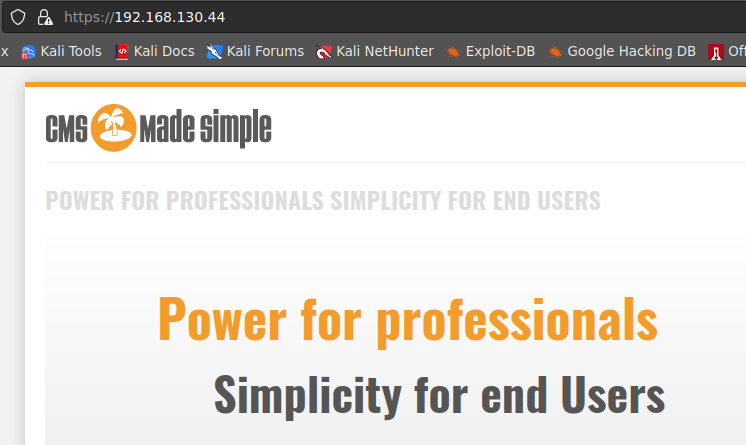 https://192.168.130.44
x Kali Tools Kali Docs Kali Forums Kali NetHunter Exploit-DB Google Hacking DB Off
CMS Made Simple
POWER FOR PROFESSIONALS SIMPLICITY FOR END USERS
Power for professionals
Simplicity for end Users